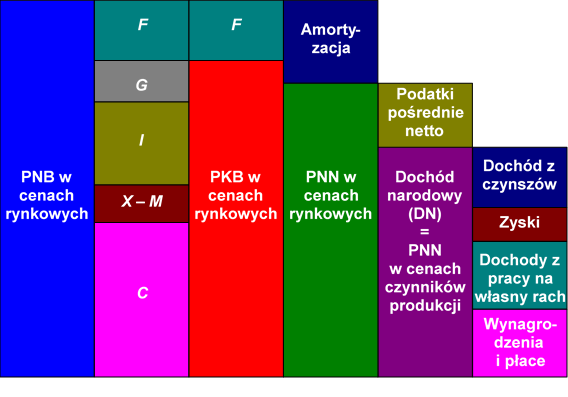 PNB w
cenach
rynkowych
F
G
I
X – M
C
F
PKB w
cenach
rynkowych
Amorty-
zacja
PNN w
cenach
rynkowych
Podatki
pośrednie
netto
Dochód
narodowy
(DN)
=
PNN
w cenach
czynników
produkcji
Dochód z
czynszów
Zyski
Dochody z
pracy na
własny rach
Wynagro-
dzenia
i płace